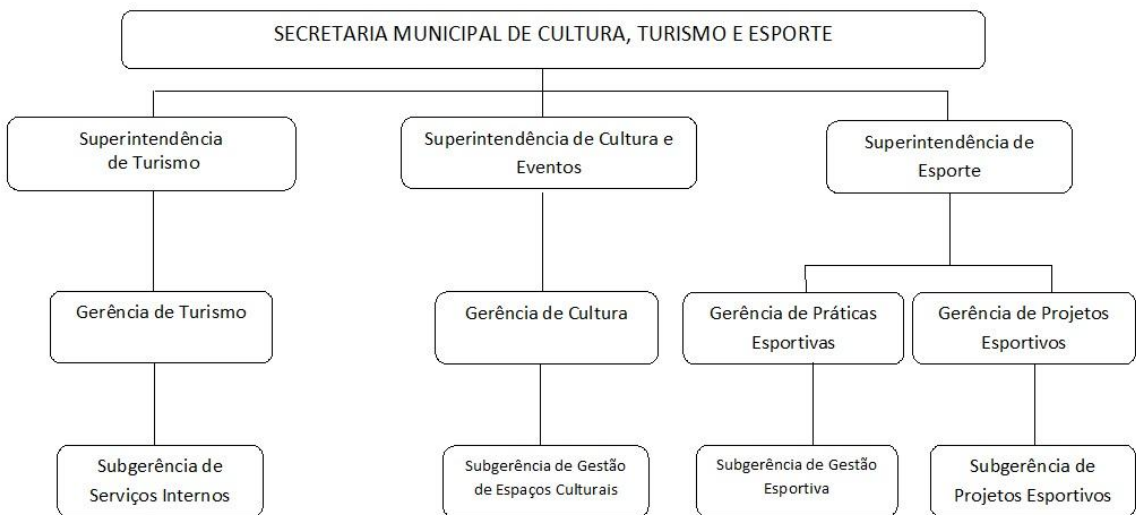 SECRETARIA MUNICIPAL DE CULTURA, TURISMO E ESPORTE
Superintendência
de Turismo
Superintendência de Cultura e
Eventos
Superintendência de
Esporte
Gerência de Turismo
Gerência de Cultura
Gerência de Práticas
Esportivas
Gerência de Projetos
Esportivos
Subgerência de
Serviços Internos
Subgerência de Gestão
de Espaços Culturais
Subgerência de Gestão
Esportiva
Subgerência de
Projetos Esportivos